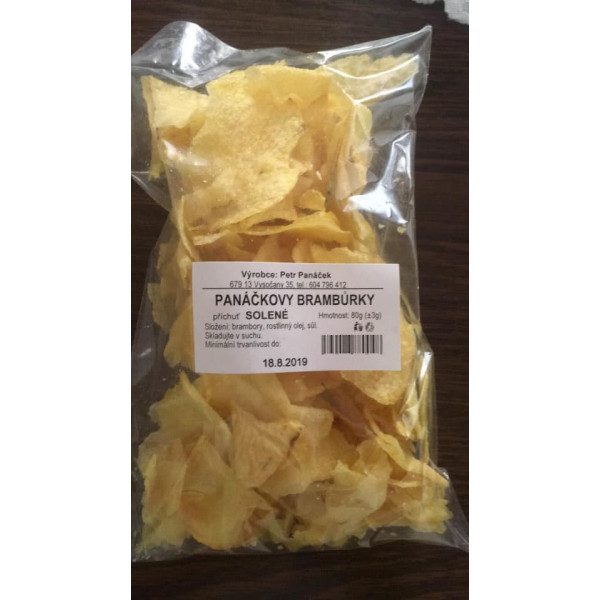 Výrobce: Petr Panáček
679 13 Vysočany 35, tel.: 604 796 412
PANÁČKOVY BRAMBŮRKY
příchuť SOLENÉ Hmotnost: 80g (±3g)
Složení: brambory, rostlinný olej, sůl.
Skladujte v suchu.
Minimální trvanlivost do:
18.8.2019